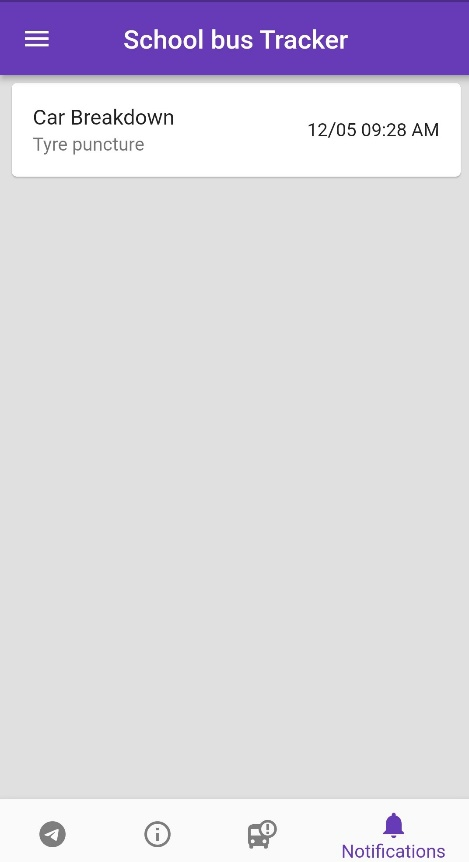 School bus Tracker
Car Breakdown
Tyre puncture
12/05 09:28 AM
Notifications